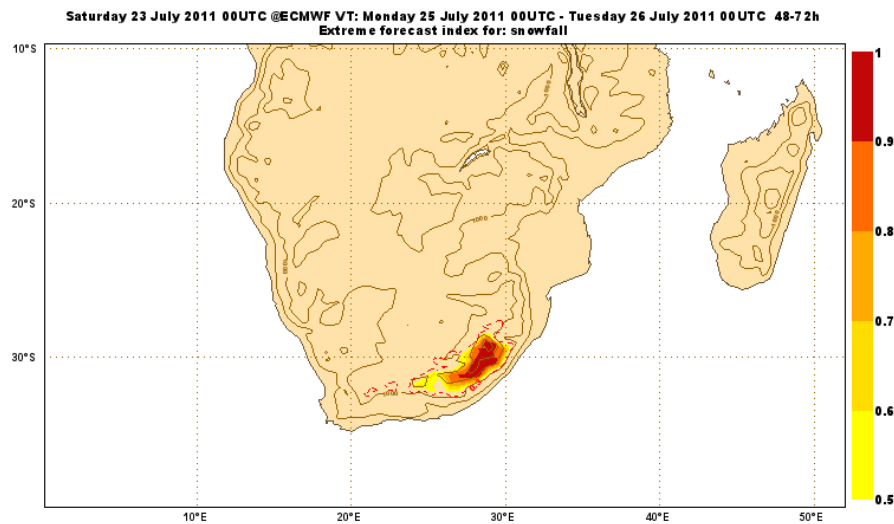 Saturday 23 July 2011 00UTC @ECMWF VT: Monday 25 July 2011 00UTC - Tuesday 26 July 2011 00UTC 48-72h
Extreme forecast index for: snowfall
10°S
20°S
30°S
10°E
20°E
30°E
40°E
50°E
1
0.9
0.8
0.7
0.6
0.5
1000
1000